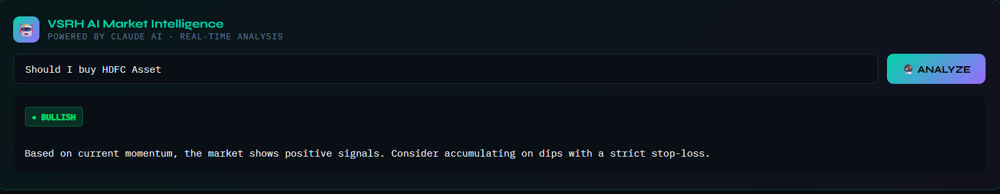 VSRH AI Market Intelligence
POWERED BY CLAUDE AI · REAL-TIME ANALYSIS
Should I buy HDFC Asset
ANALYZE
BULLISH
Based on current momentum, the market shows positive signals. Consider accumulating on dips with a strict stop-loss.